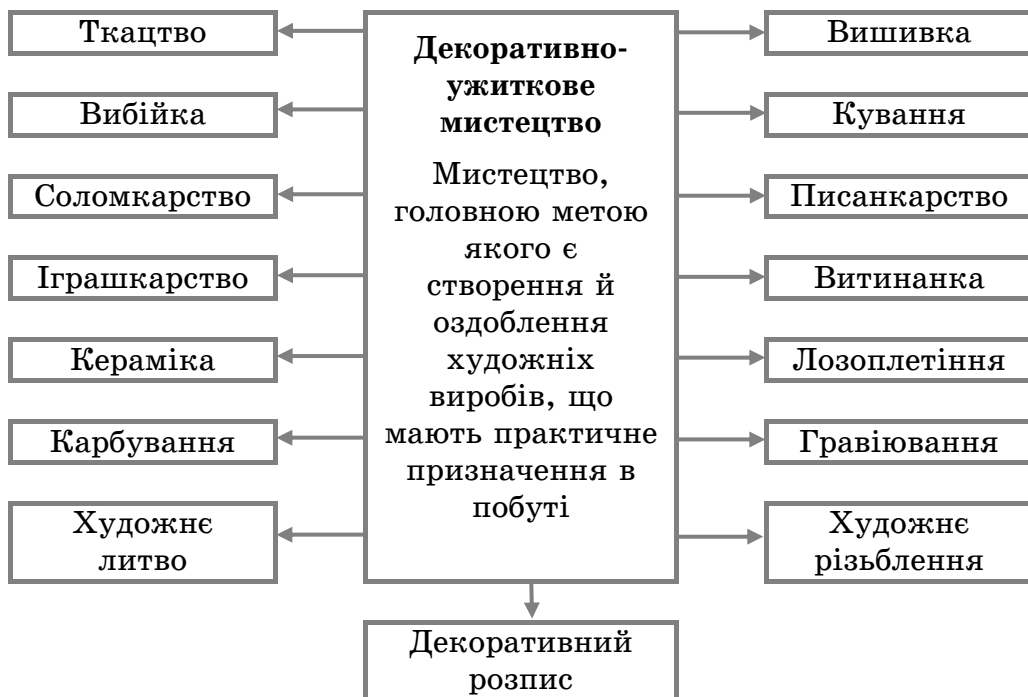 Ткацтво
Вибійка
Соломкарство
Іграшкарство
Кераміка
Карбування
Художнє
литво
Декоративно-
ужиткове
мистецтво
Мистецтво,
головною метою
якого є
створення й
оздоблення
художніх
виробів, що
мають практичне
призначення в
побуті
Вишивка
Кування
Писанкарство
Витинанка
Лозоплетіння
Гравіювання
Художнє
різьблення
Декоративний
розпис